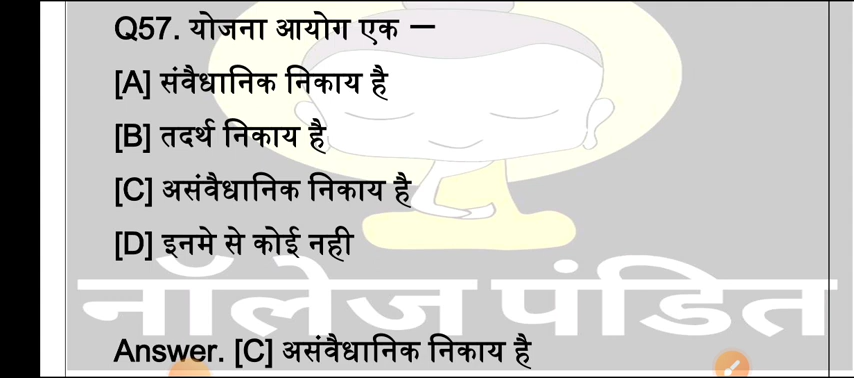 Q57. योजना आयोग एक –
[A] संवैधानिक निकाय है
[B] तदर्थ निकाय है
[C] असंवैधानिक निकाय है
[D] इनमे से कोई नही
नॉलेज पंडित
Answer. [C] असंवैधानिक निकाय है